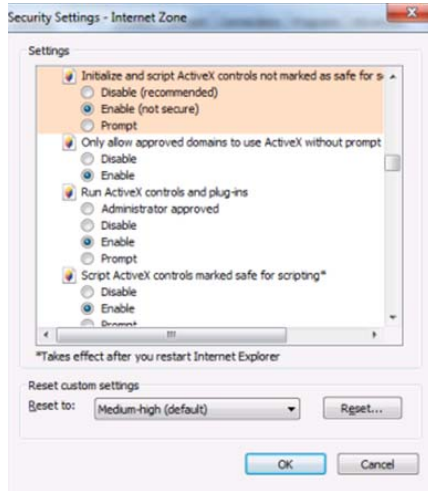 Security Settings - Internet Zone
Settings
Initialize and script ActiveX controls not marked as safe for s
Disable (recommended)
Enable (not secure)
Prompt
Only allow approved domains to use ActiveX without prompt
Disable
Enable
Run ActiveX controls and plug-ins
Administrator approved
Disable
Enable
Prompt
Script ActiveX controls marked safe for scripting*
Disable
Enable
Prompt
*Takes effect after you restart Internet Explorer
Reset custom settings
Reset to:
Medium-high (default)
Reset...
OK
Cancel